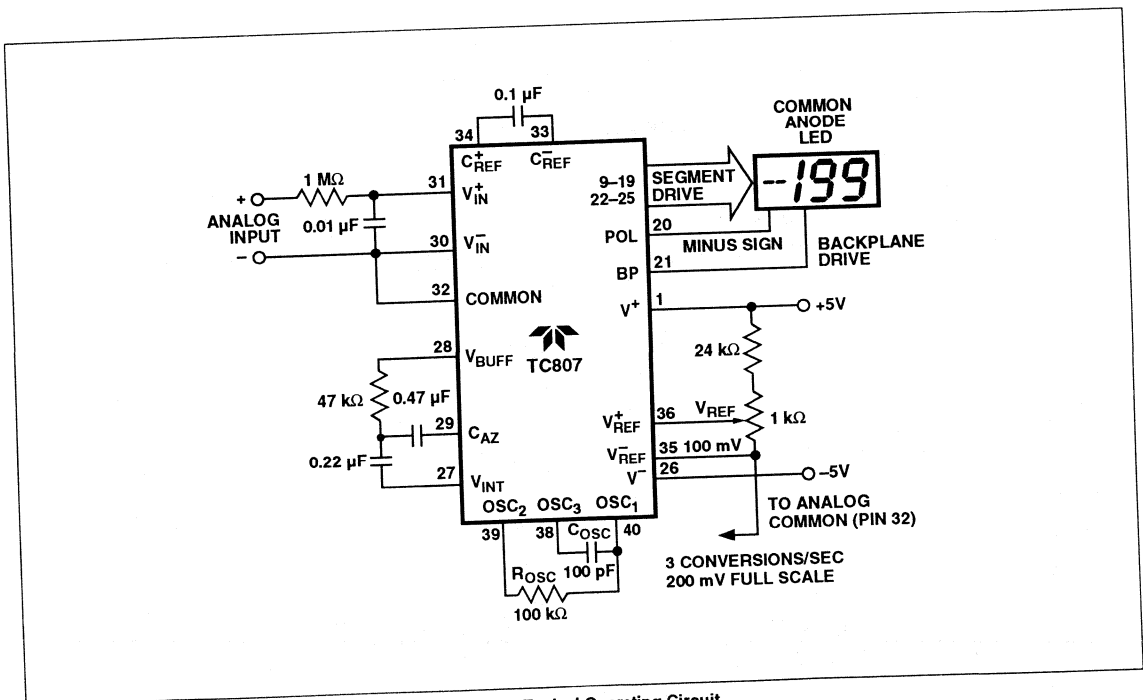 0.1 µF
34
33
C+REF
C−REF
1 MΩ
31
V+IN
+
ANALOG
INPUT
−
0.01 µF
30
V−IN
32
COMMON
28
VBUFF
TC807
47 kΩ
0.47 µF
29
CAZ
0.22 µF
27
VINT
OSC2
OSC3
OSC1
39
38
COSC
40
100 pF
ROSC
100 kΩ
9–19
22–25
SEGMENT
DRIVE
COMMON
ANODE
LED
-199
POL
20
MINUS SIGN
BP
21
BACKPLANE
DRIVE
V+
1
+5V
24 kΩ
V+REF
36
VREF
1 kΩ
V−REF
35
100 mV
V−
26
–5V
TO ANALOG
COMMON (PIN 32)
3 CONVERSIONS/SEC
200 mV FULL SCALE
Operating Circuit